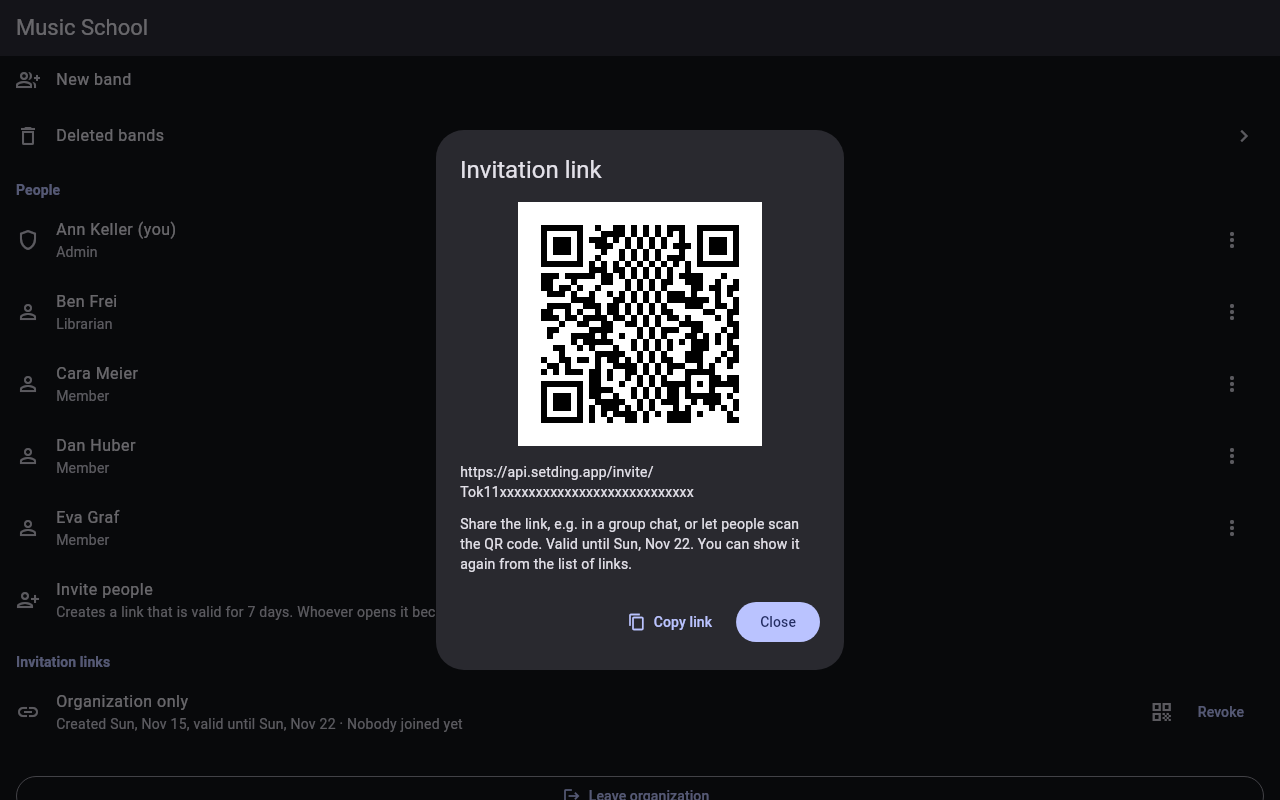 Music School
New band
Deleted bands
People
Ann Keller (you)
Admin
Ben Frei
Librarian
Cara Meier
Member
Dan Huber
Member
Eva Graf
Member
Invite people
Creates a link that is valid for 7 days. Whoever opens it bec
Invitation links
Organization only
Created Sun, Nov 15, valid until Sun, Nov 22 · Nobody joined yet
Revoke
Leave organization
Invitation link
https://api.setding.app/invite/
Tok11xxxxxxxxxxxxxxxxxxxxxxxxxxx
Share the link, e.g. in a group chat, or let people scan
the QR code. Valid until Sun, Nov 22. You can show it
again from the list of links.
Copy link
Close